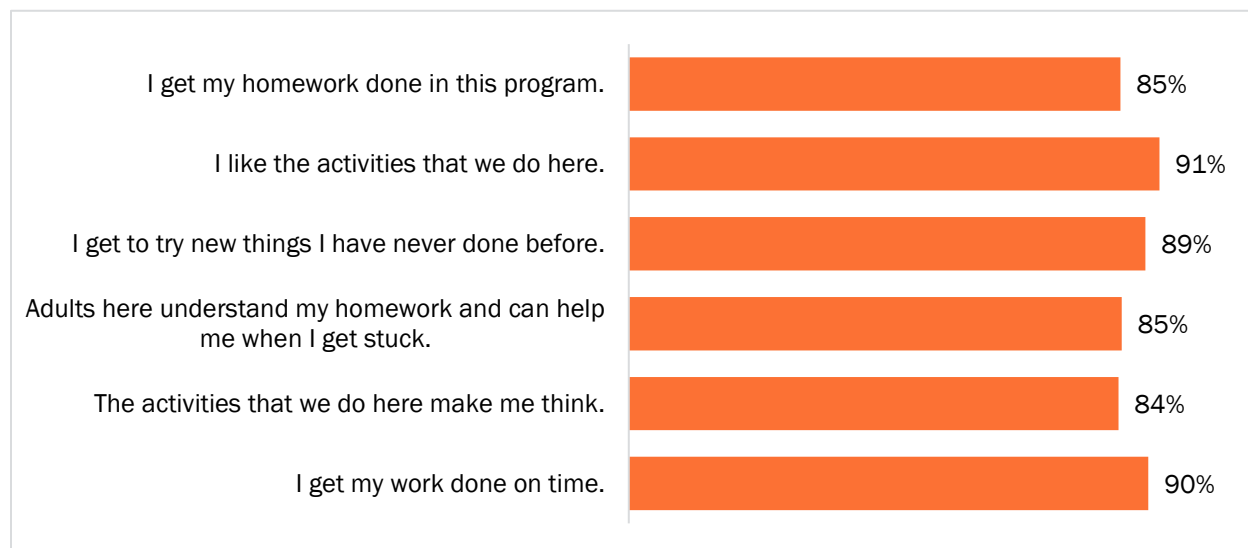 I get my homework done in this program.
85%
I like the activities that we do here.
91%
I get to try new things I have never done before.
89%
Adults here understand my homework and can help
me when I get stuck.
85%
The activities that we do here make me think.
84%
I get my work done on time.
90%